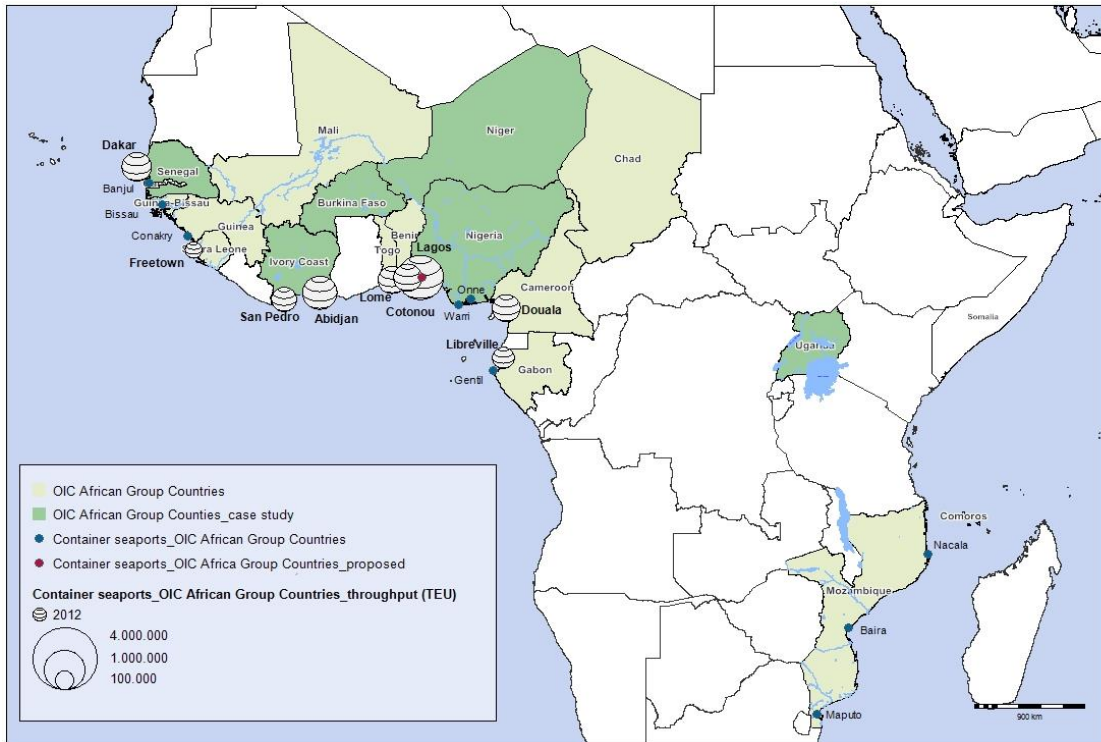 Mali
Niger
Chad
Dakar
Senegal
Banjul
Guinea-Bissau
Bissau
Burkina Faso
Guinea
Conakry
Sierra Leone
Freetown
Ivory Coast
Benin
Togo
Nigeria
Lagos
Onne
Warri
Lome
Cotonou
San Pedro
Abidjan
Cameroon
Douala
Libreville
Gentil
Gabon
Uganda
Somalia
Comoros
Nacala
Mozambique
Baira
Maputo
900 km
OIC African Group Countries
OIC African Group Counties_case study
Container seaports_OIC African Group Countries
Container seaports_OIC Africa Group Countries_proposed
Container seaports_OIC African Group Countries_throughput (TEU)
2012
4.000.000
1.000.000
100.000